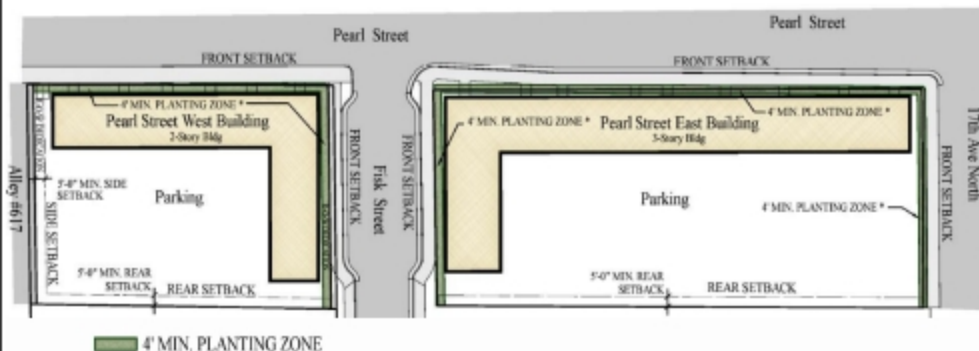 Pearl Street
Pearl Street
FRONT SETBACK
FRONT SETBACK
4' MIN. PLANTING ZONE *
Pearl Street West Building
2-Story Bldg
4' MIN. PLANTING ZONE *
4' MIN. PLANTING ZONE *
Pearl Street East Building
3-Story Bldg
17th Ave North
Alley #617
5'-0" MIN. SIDE
SETBACK
SIDE SETBACK
Parking
FRONT SETBACK
Fisk Street
FRONT SETBACK
Parking
4' MIN. PLANTING ZONE *
FRONT SETBACK
5'-0" MIN. REAR
SETBACK
REAR SETBACK
5'-0" MIN. REAR
SETBACK
REAR SETBACK
4' MIN. PLANTING ZONE